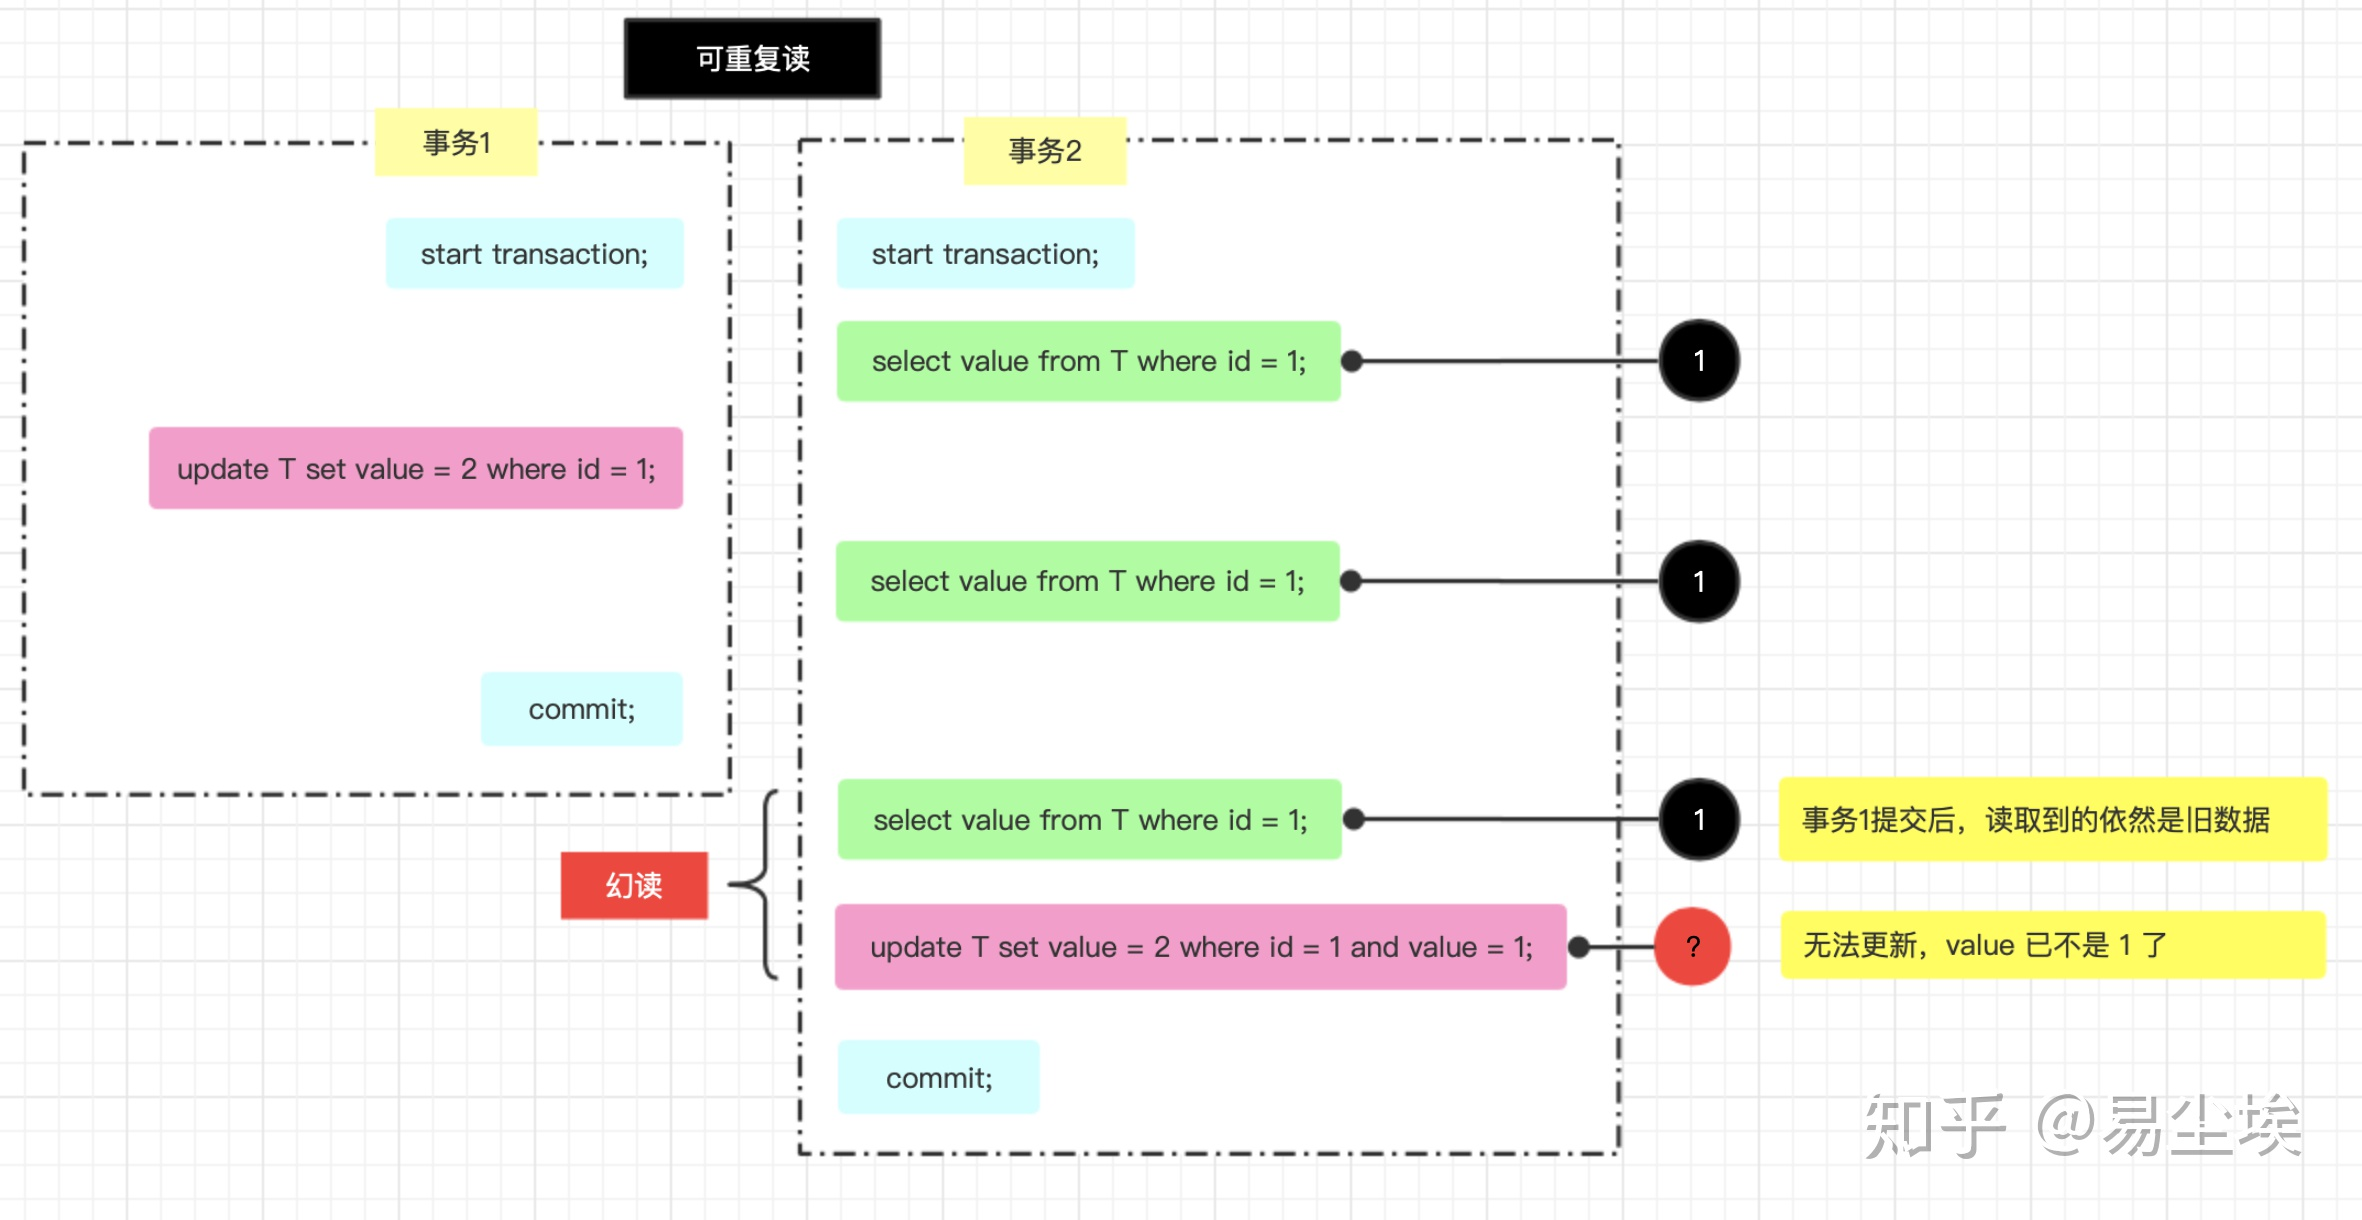 可重复读
事务1
事务2
start transaction;
start transaction;
select value from T where id = 1;
1
update T set value = 2 where id = 1;
select value from T where id = 1;
1
commit;
select value from T where id = 1;
1
事务1提交后，读取到的依然是旧数据
幻读
update T set value = 2 where id = 1 and value = 1;
?
无法更新，value 已不是 1 了
commit;
知乎 @易尘埃